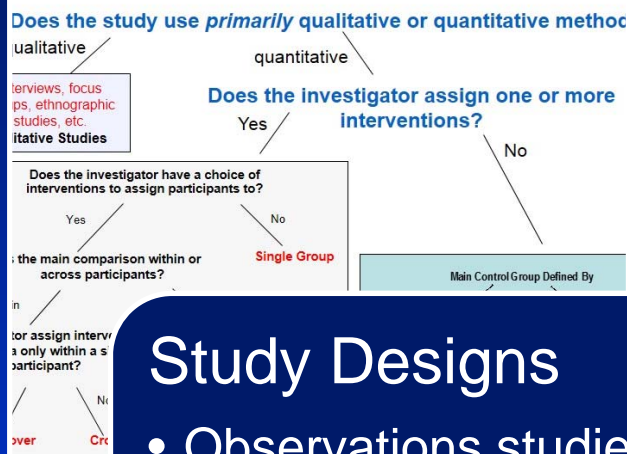 Does the study use primarily qualitative or quantitative method
ualitative
quantitative
terviews, focus
ps, ethnographic
studies, etc.
itative Studies
Does the investigator assign one or more
interventions?
Yes
No
Does the investigator have a choice of
interventions to assign participants to?
Yes
No
the main comparison within or
across participants?
Single Group
Main Control Group Defined By
in
tor assign interv
a only within a s
participant?
No
over
Cro
Study Designs
• Observations studie